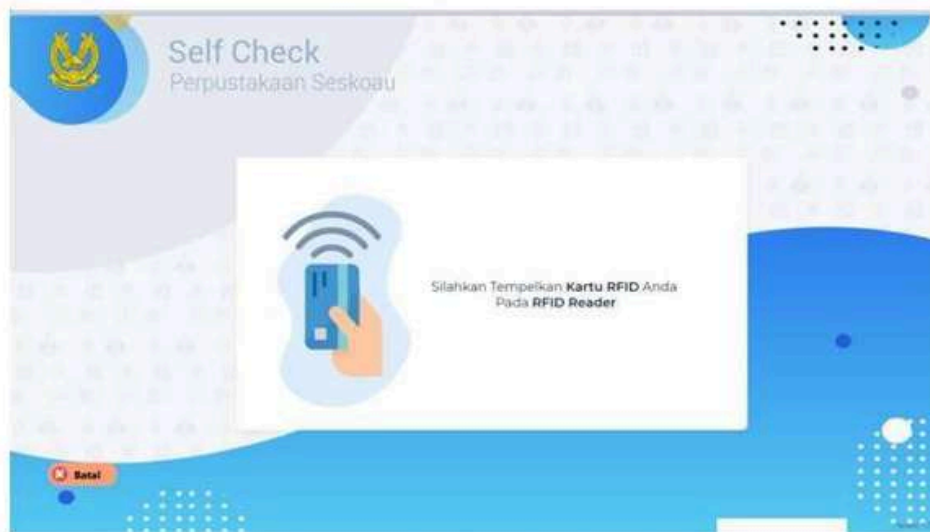 Self Check
Perpustakaan Seskoau
Silahkan Tempelkan Kartu RFID Anda
Pada RFID Reader
Batal